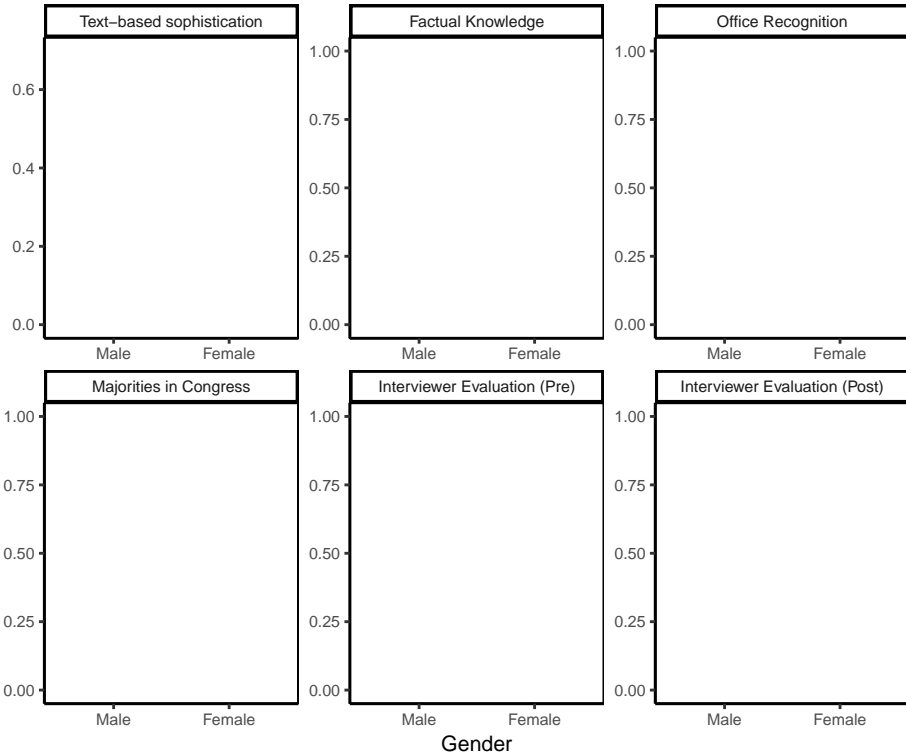 Text−based sophistication
Factual Knowledge
Office Recognition
0.6
0.4
0.2
0.0
1.00
0.75
0.50
0.25
0.00
1.00
0.75
0.50
0.25
0.00
Male Female
Male Female
Male Female
Majorities in Congress
Interviewer Evaluation (Pre)
Interviewer Evaluation (Post)
1.00
0.75
0.50
0.25
0.00
1.00
0.75
0.50
0.25
0.00
1.00
0.75
0.50
0.25
0.00
Male Female
Male Female
Male Female
Gender